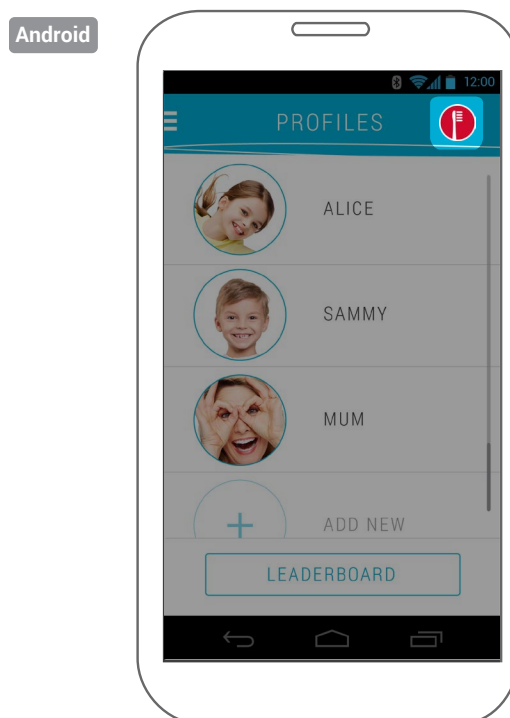 Android
12:00
PROFILES
ALICE
SAMMY
MUM
ADD NEW
LEADERBOARD